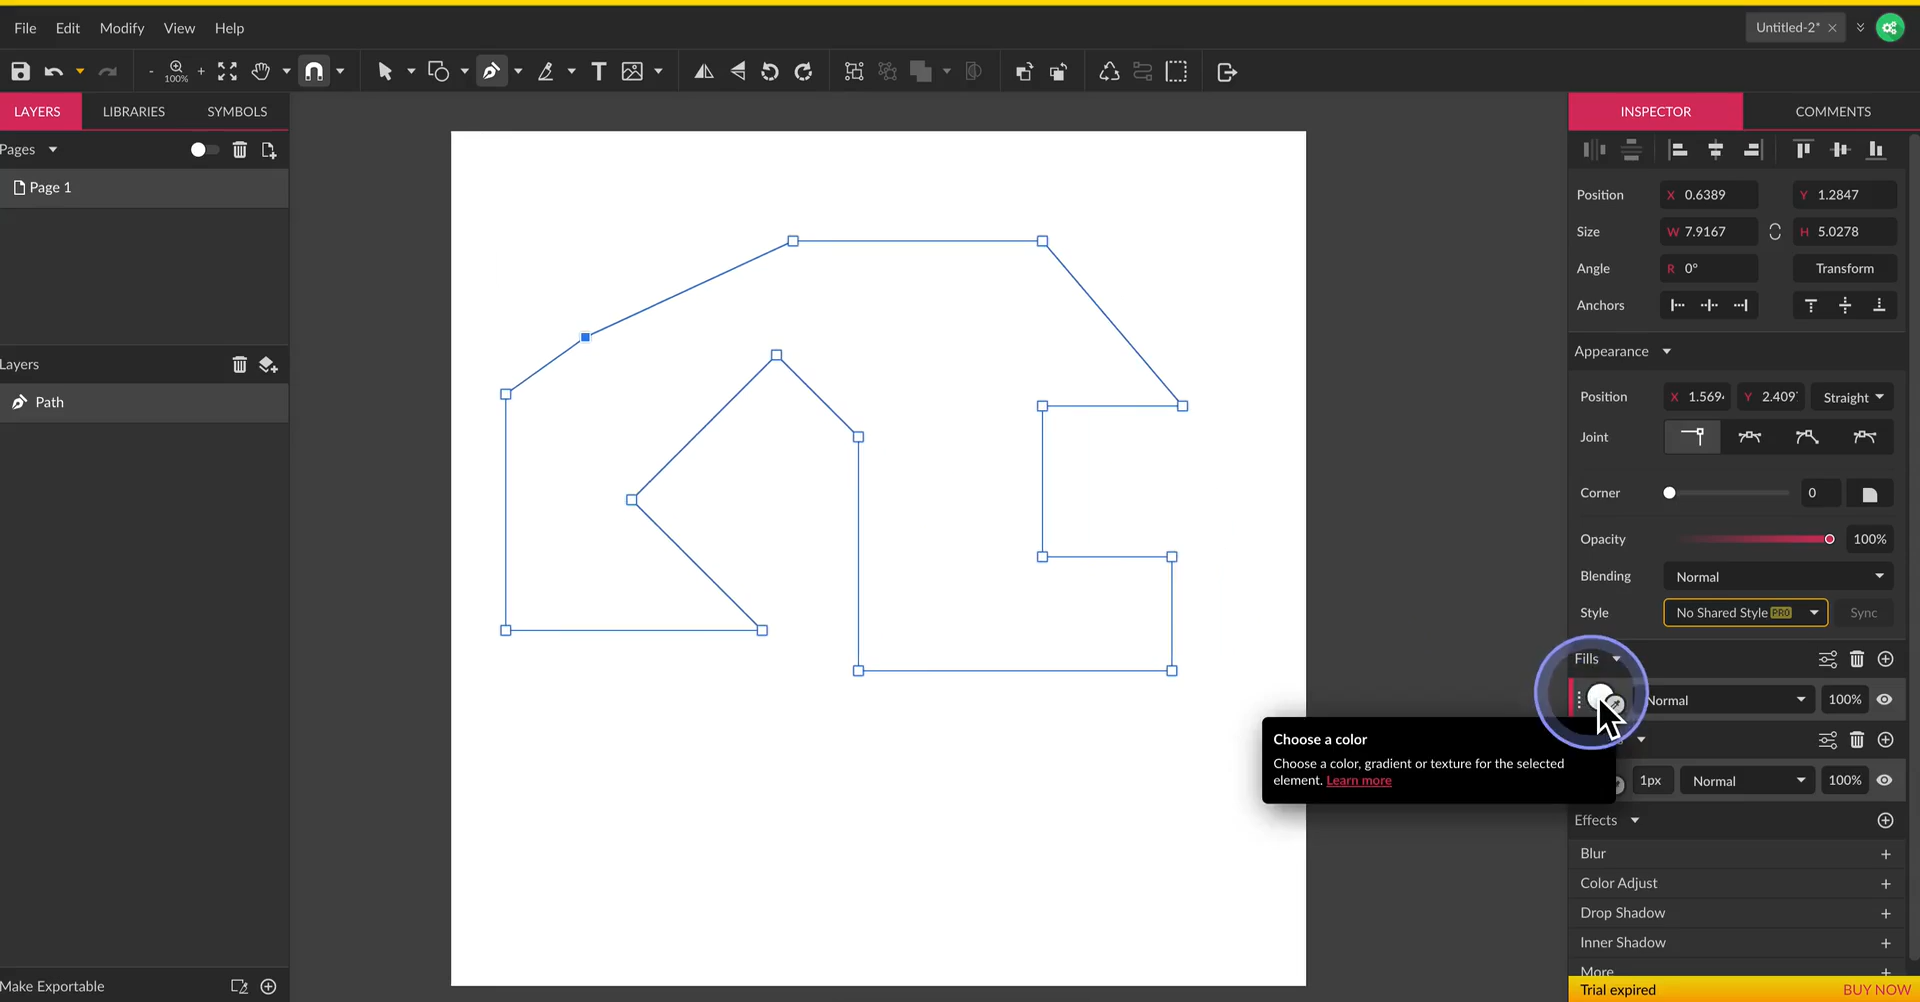 File Edit Modify View Help
Untitled-2*
- 100% +
T
LAYERS LIBRARIES SYMBOLS
INSPECTOR COMMENTS
Pages
Page 1
Position X 0.6389 Y 1.2847
Size W 7.9167 H 5.0278
Angle R 0° Transform
Anchors
Appearance
Layers
Path
Position X 1.569 Y 2.409 Straight
Joint
Corner 0
Opacity 100%
Blending Normal
Style No Shared Style PRO Sync
Fills
Normal 100%
Choose a color
Choose a color, gradient or texture for the selected
element. Learn more
1px Normal 100%
Effects
Blur +
Color Adjust +
Drop Shadow +
Inner Shadow +
More +
Make Exportable
Trial expired BUY NOW